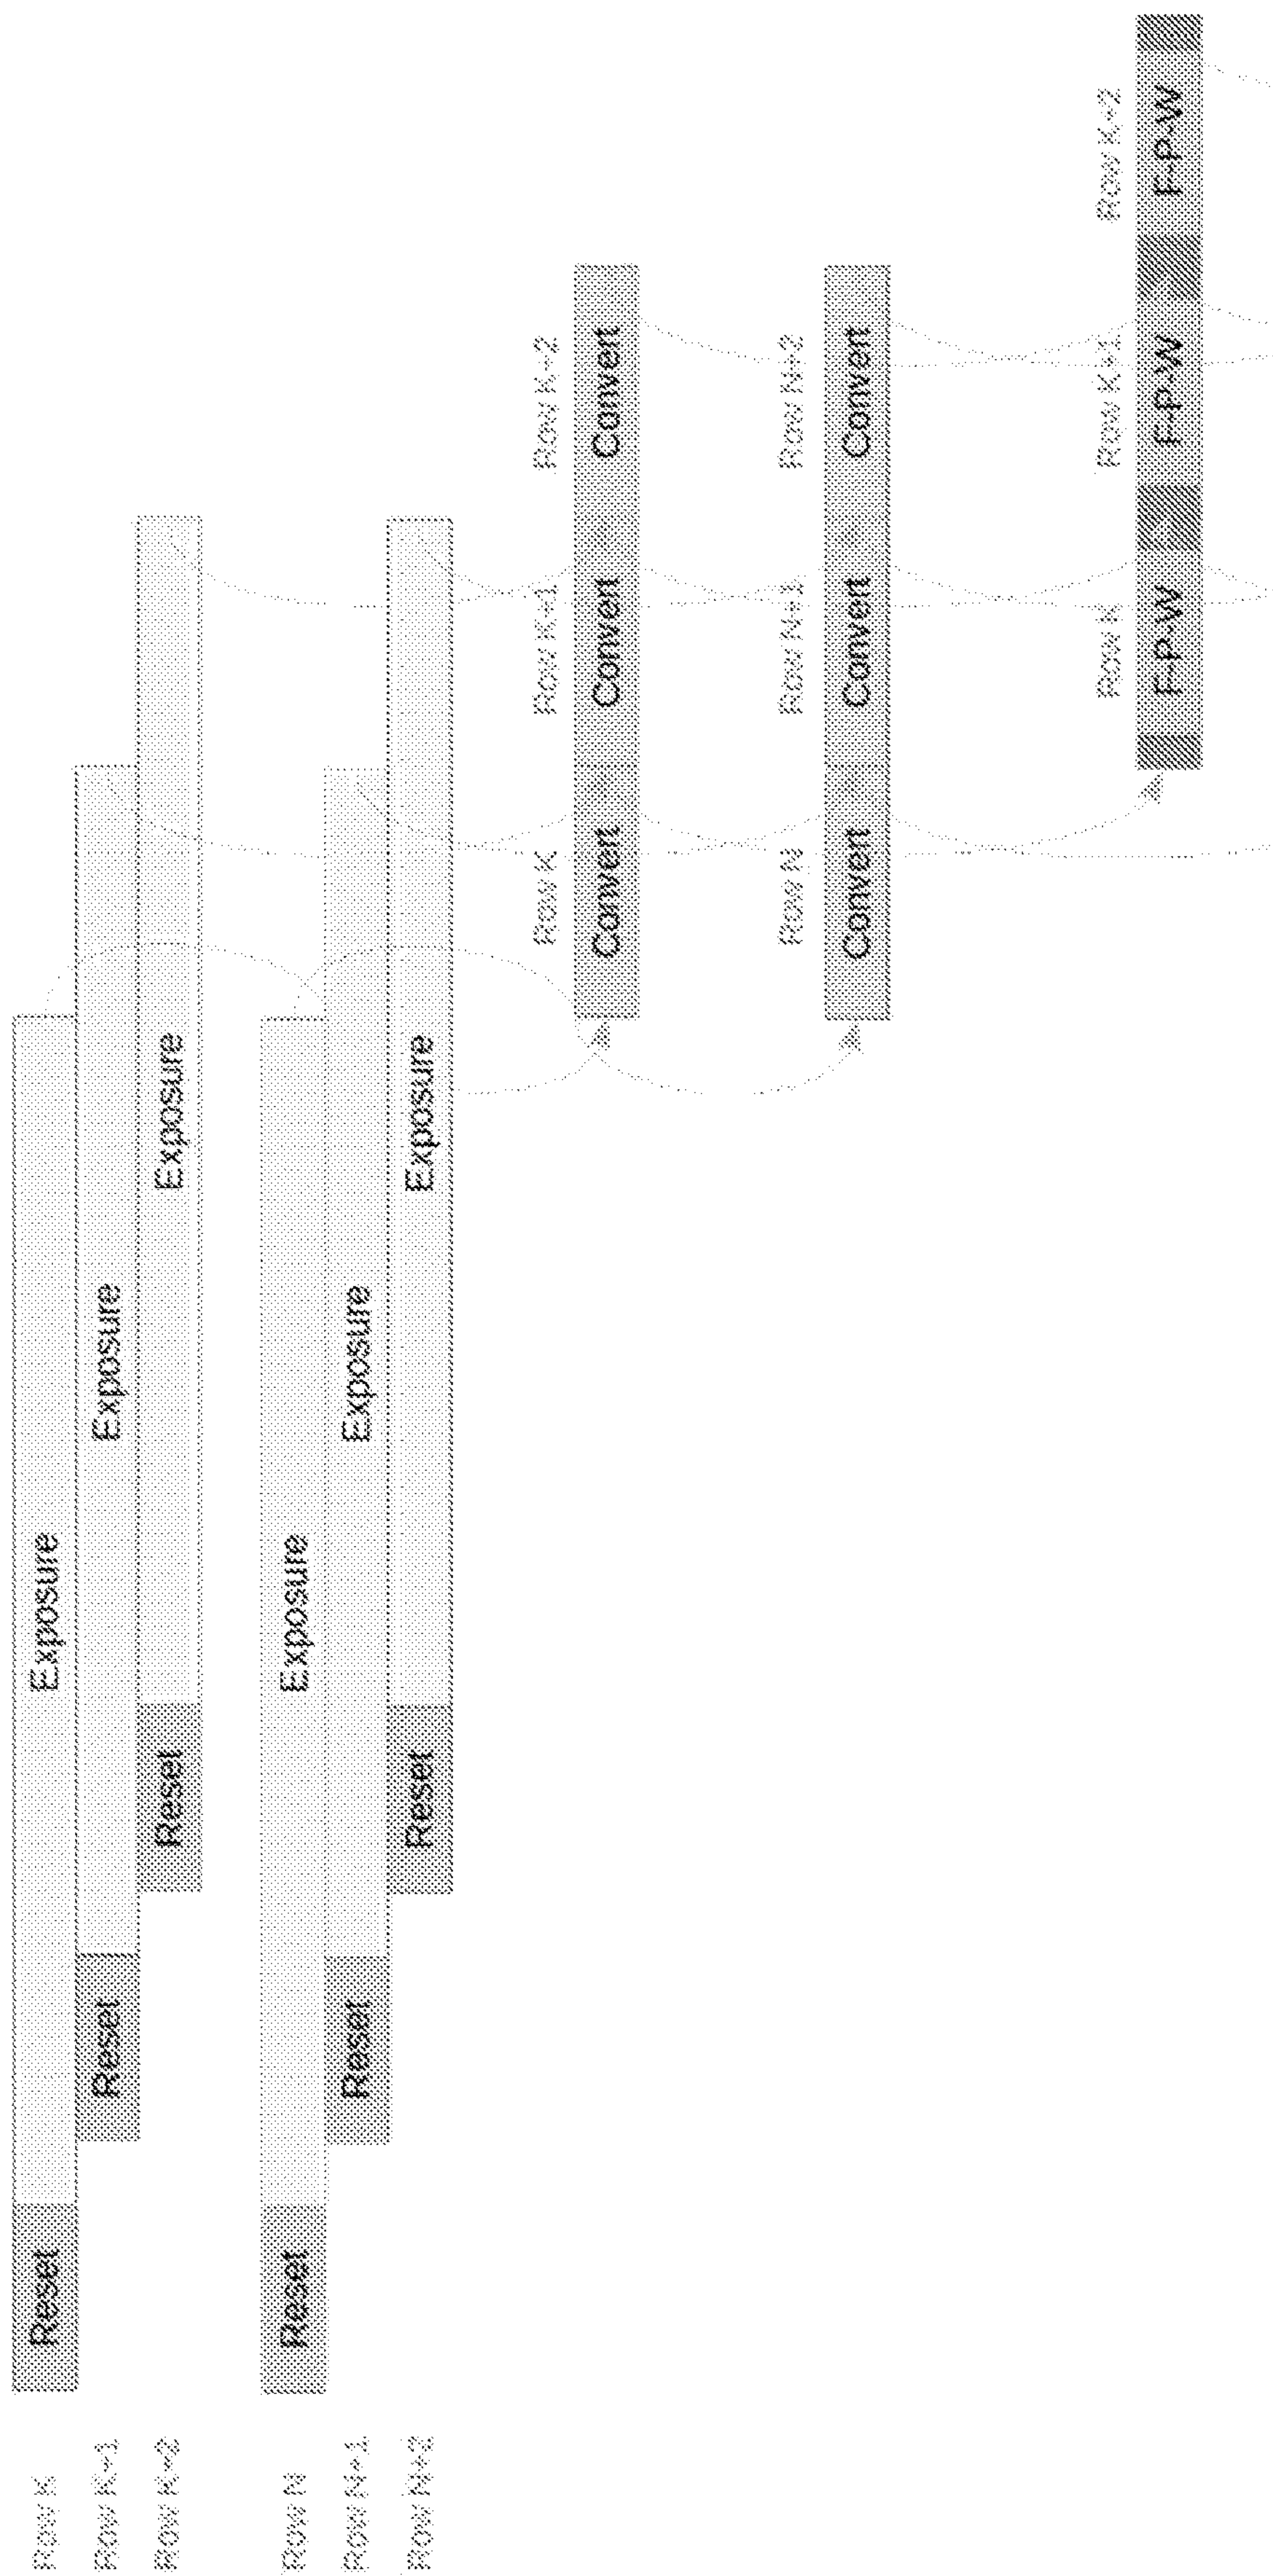 Row K Reset Exposure
Row K+1 Reset Exposure
Row K+2 Reset Exposure
Row N Reset Exposure
Row N+1 Reset Exposure
Row N+2 Reset Exposure
Row K Row K+1 Row K+2
Convert Convert Convert
Row N Row N+1 Row N+2
Convert Convert Convert
Row K Row K+1 Row K+2
F-P-W F-P-W F-P-W